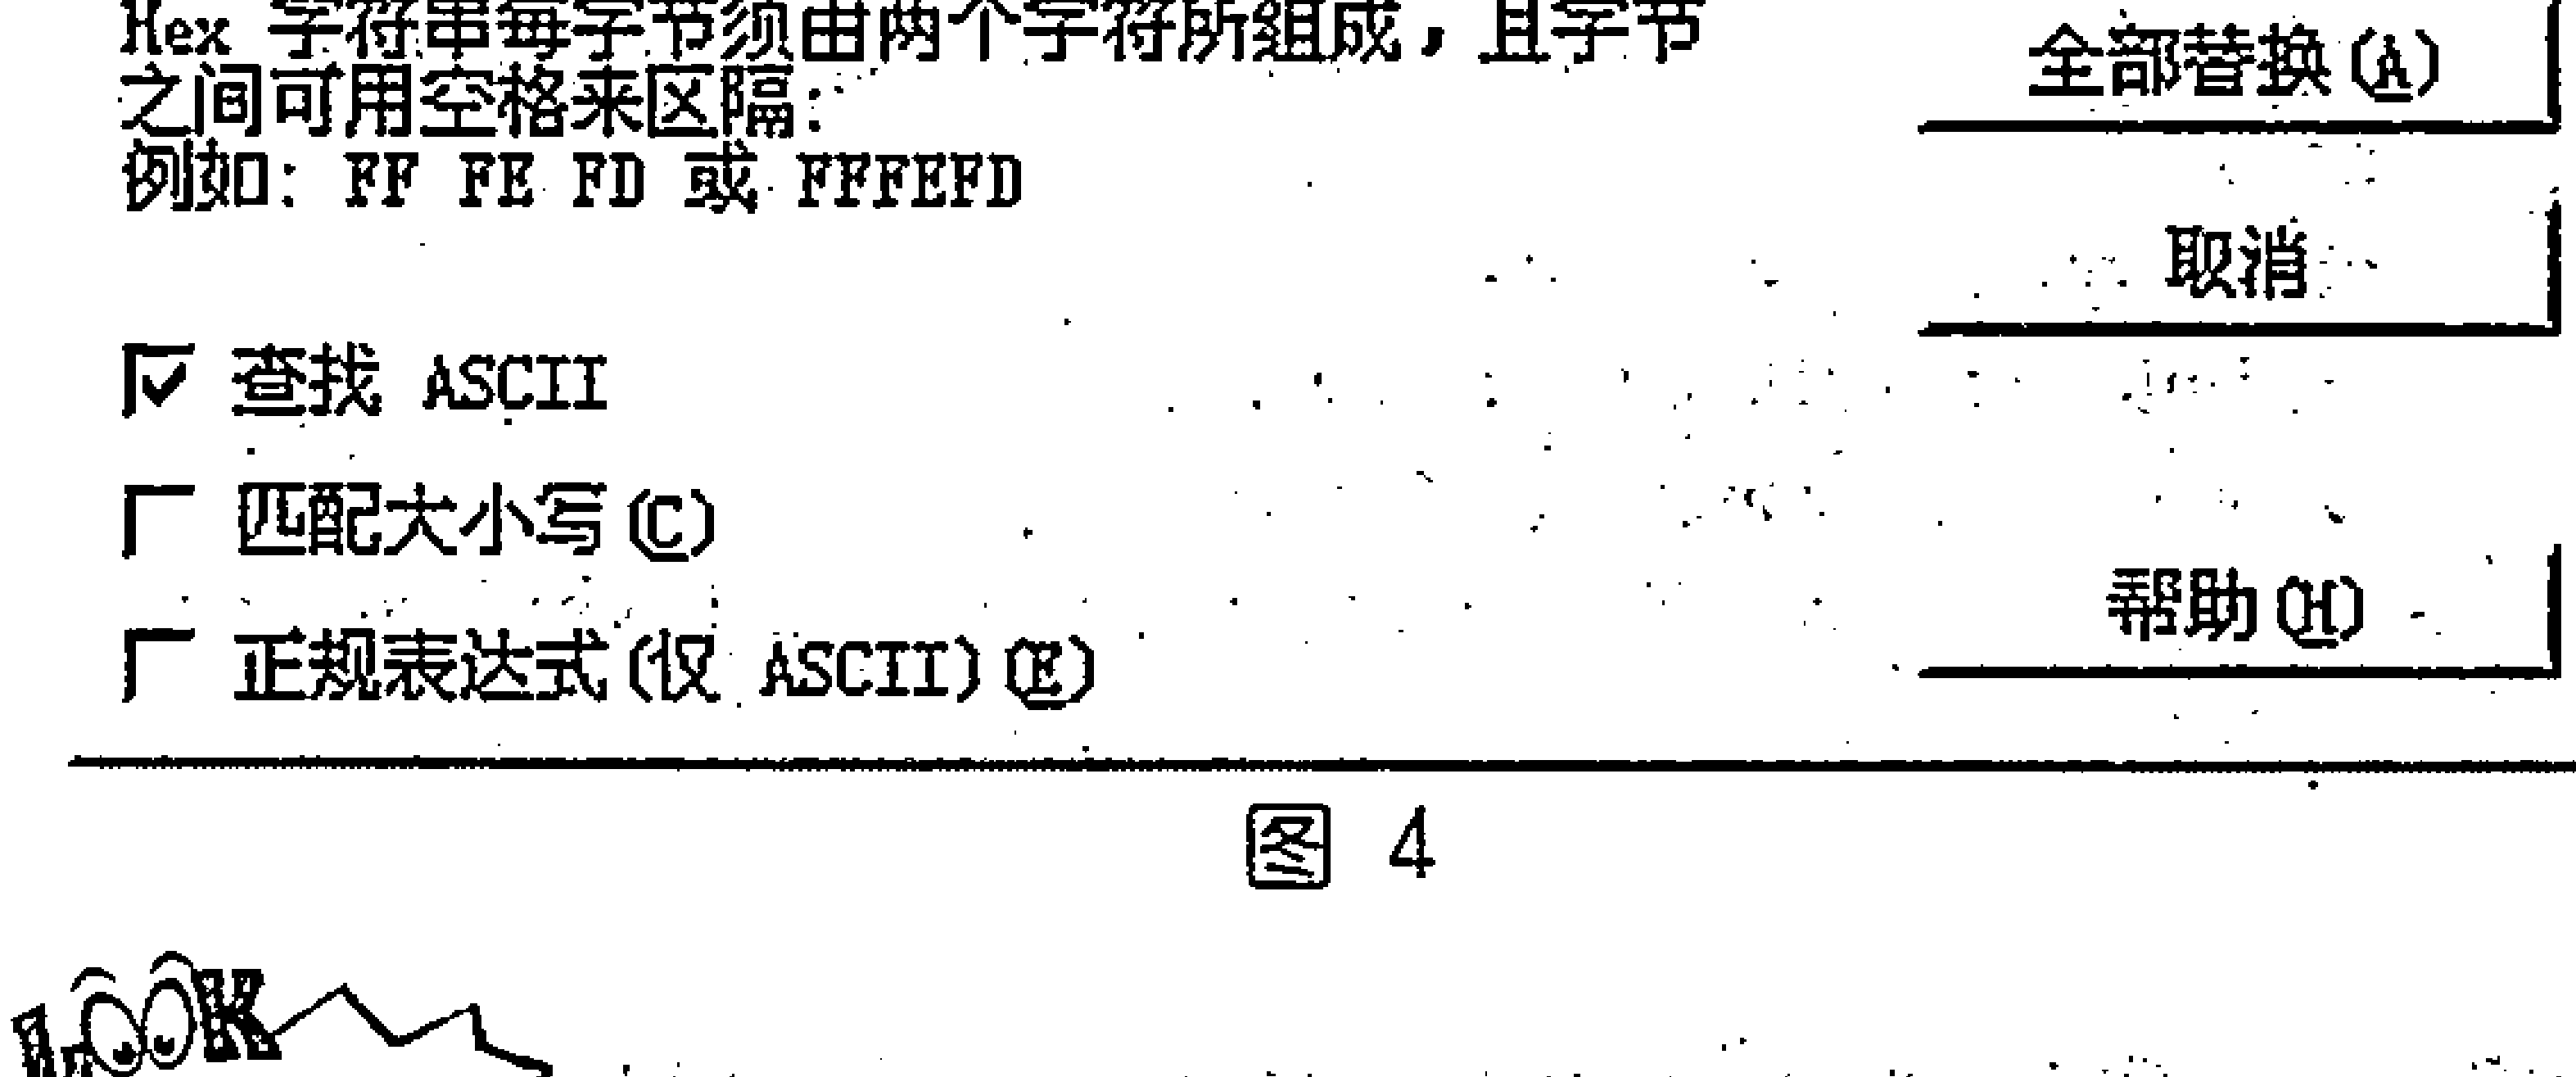 Hex 字符串每字节须由两个字符所组成，且字节
之间可用空格来区隔：
例如：FF FE FD 或 FFFEFD
全部替换(A)
取消
查找 ASCII
匹配大小写(C)
正规表达式(仅 ASCII)(E)
帮助(H)
图 4
LOOK